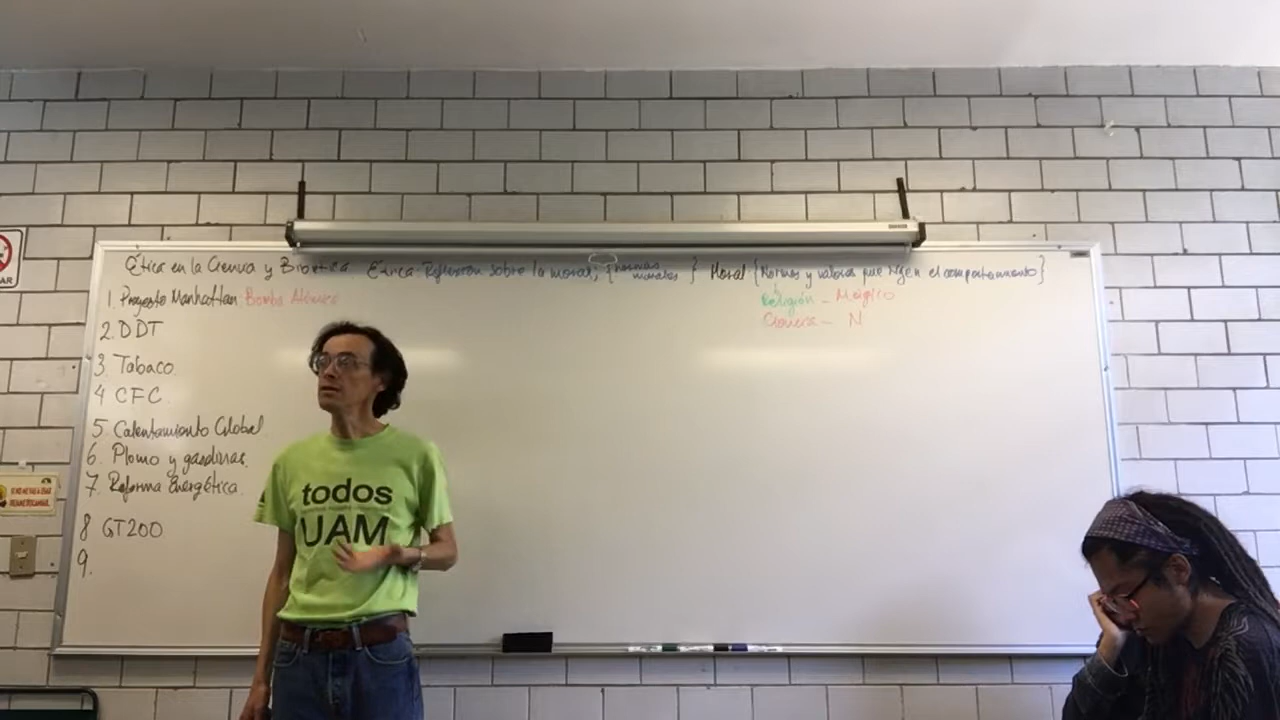 Ética en la Ciencia y Bioética. Ética: Reflexión sobre la moral; {normas morales } Moral {Normas y valores que rigen el comportamiento}
1. Proyecto Manhattan: Bomba Atómica
Religión - Mágico
Ciencia - N
2. DDT
3. Tabaco
4 CFC.
5. Calentamiento Global
6. Plomo y gasolinas.
7. Reforma Energética.
8 GT200
9.
todos
UAM